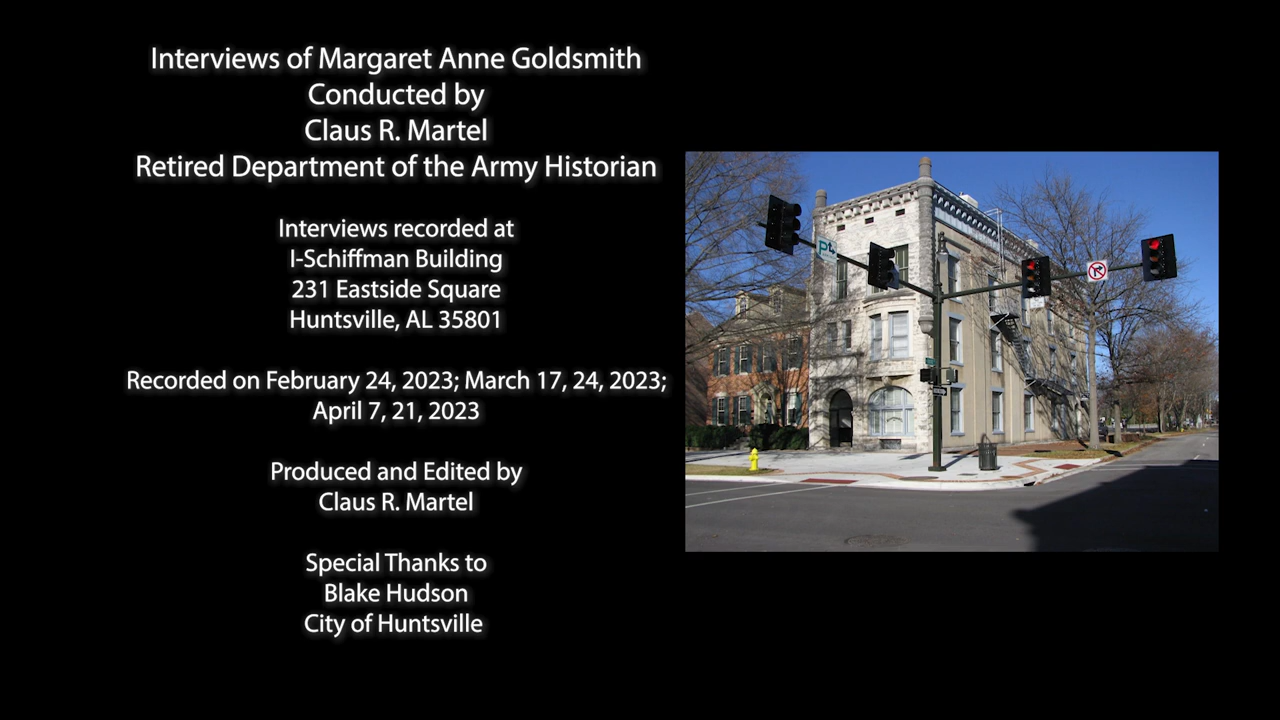 Interviews of Margaret Anne Goldsmith
Conducted by
Claus R. Martel
Retired Department of the Army Historian
Interviews recorded at
I-Schiffman Building
231 Eastside Square
Huntsville, AL 35801
Recorded on February 24, 2023; March 17, 24, 2023;
April 7, 21, 2023
Produced and Edited by
Claus R. Martel
Special Thanks to
Blake Hudson
City of Huntsville